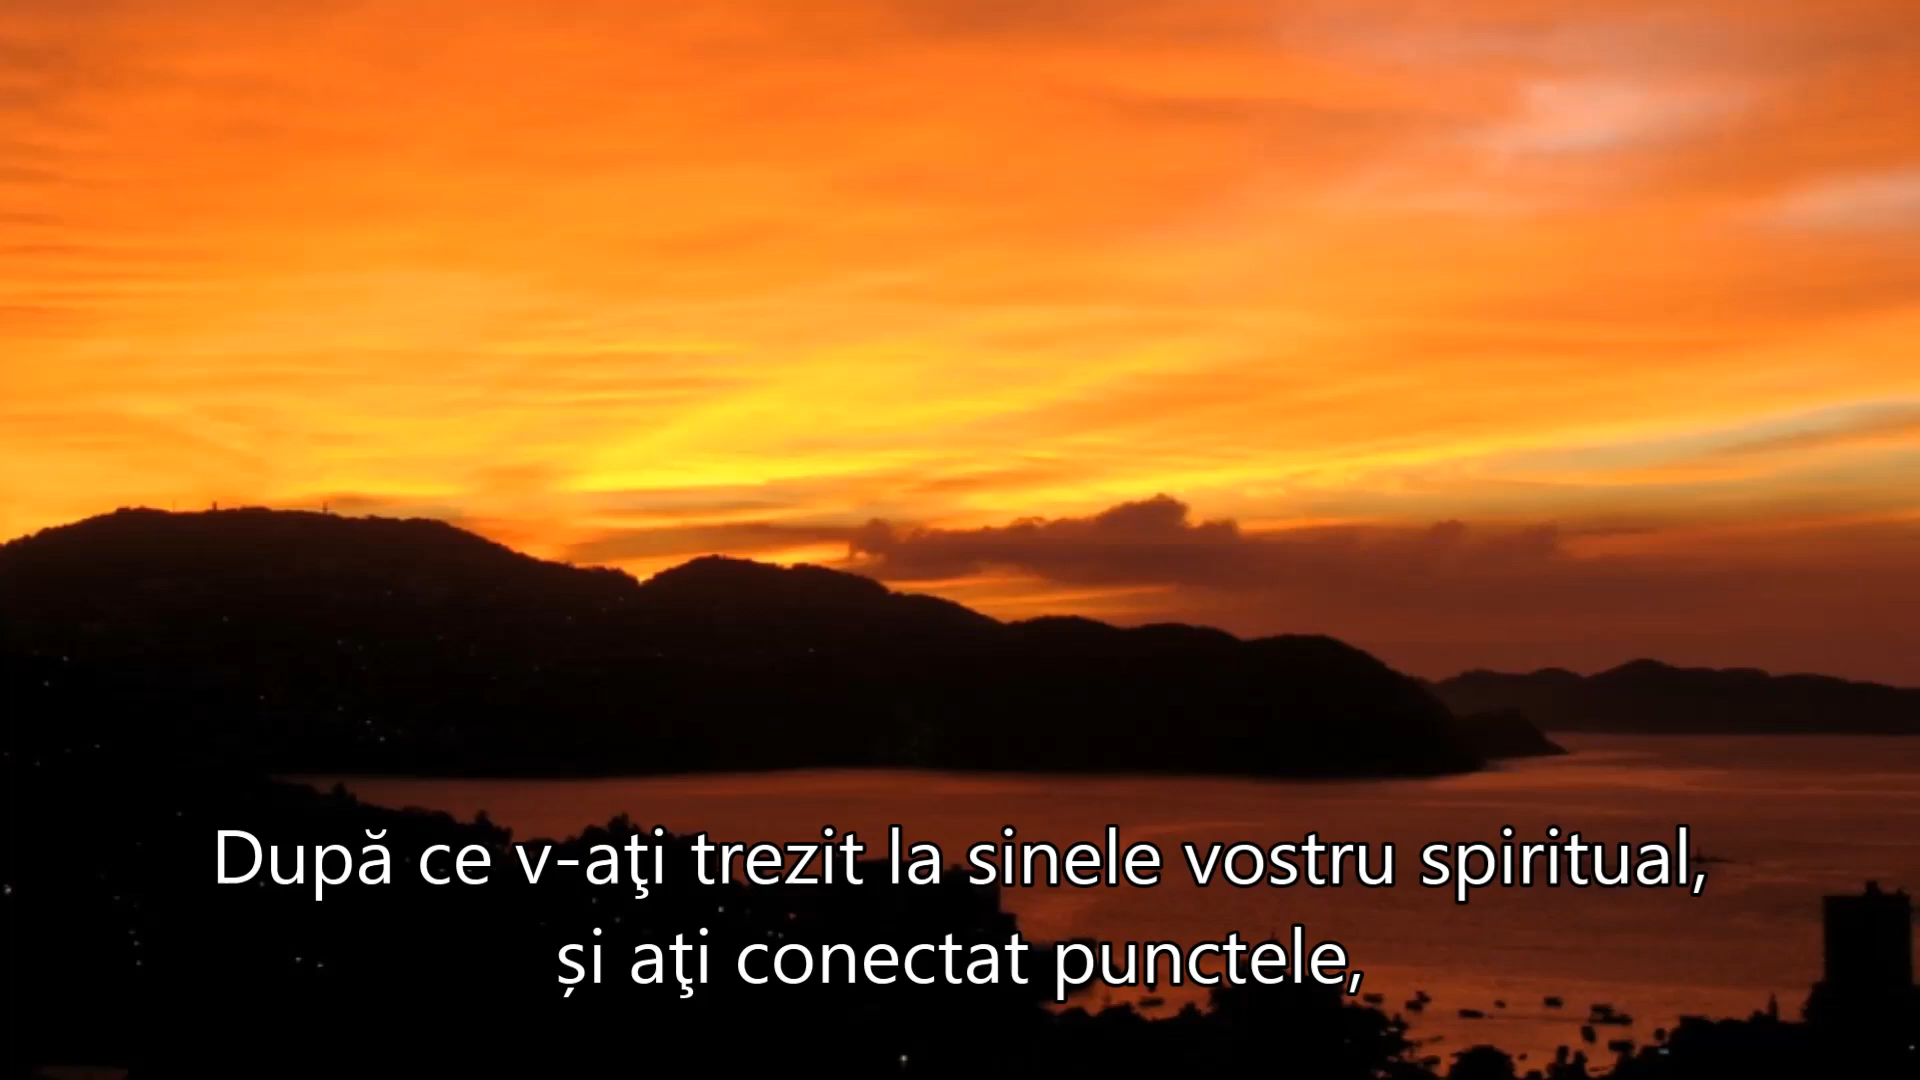 După ce v-aţi trezit la sinele vostru spiritual,
și aţi conectat punctele,